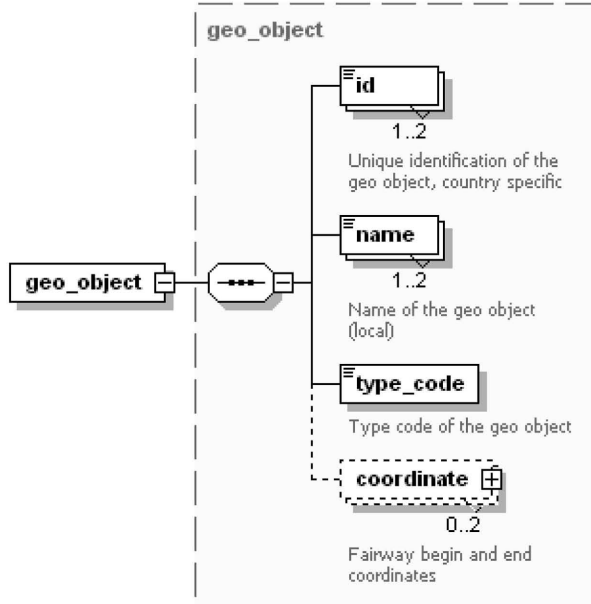 geo_object
id
1..2
Unique identification of the
geo object, country specific
name
1..2
Name of the geo object
(local)
geo_object
type_code
Type code of the geo object
coordinate
0..2
Fairway begin and end
coordinates